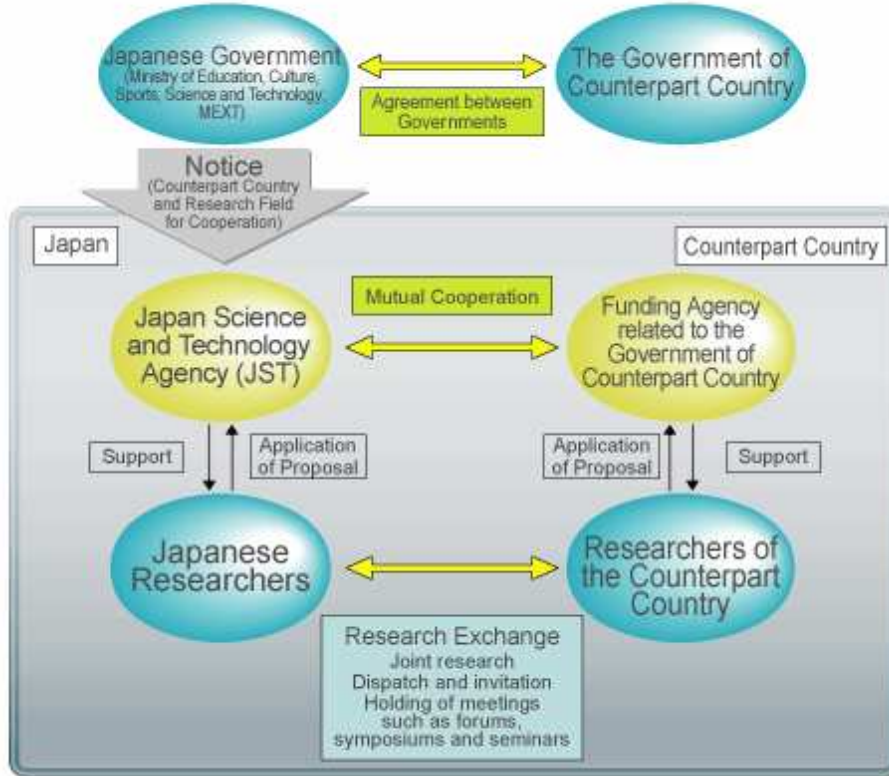 Japanese Government
(Ministry of Education, Culture,
Sports, Science and Technology,
MEXT)
The Government of
Counterpart Country
Agreement between
Governments
Notice
(Counterpart Country
and Research Field
for Cooperation)
Japan
Counterpart Country
Japan Science
and Technology
Agency (JST)
Mutual Cooperation
Funding Agency
related to the
Government of
Counterpart Country
Support
Application
of Proposal
Application
of Proposal
Support
Japanese
Researchers
Researchers of
the Counterpart
Country
Research Exchange
Joint research
Dispatch and invitation
Holding of meetings
such as forums,
symposiums and seminars